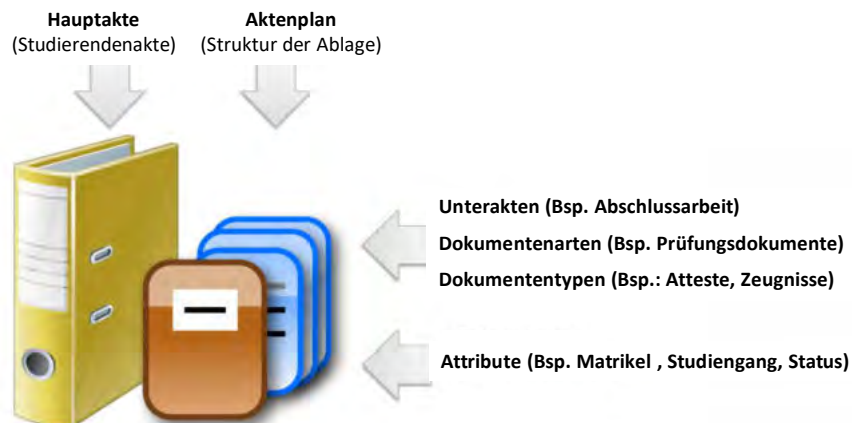 Hauptakte
(Studierendenakte)
Aktenplan
(Struktur der Ablage)
Unterakten (Bsp. Abschlussarbeit)
Dokumentenarten (Bsp. Prüfungsdokumente)
Dokumententypen (Bsp.: Atteste, Zeugnisse)
Attribute (Bsp. Matrikel , Studiengang, Status)